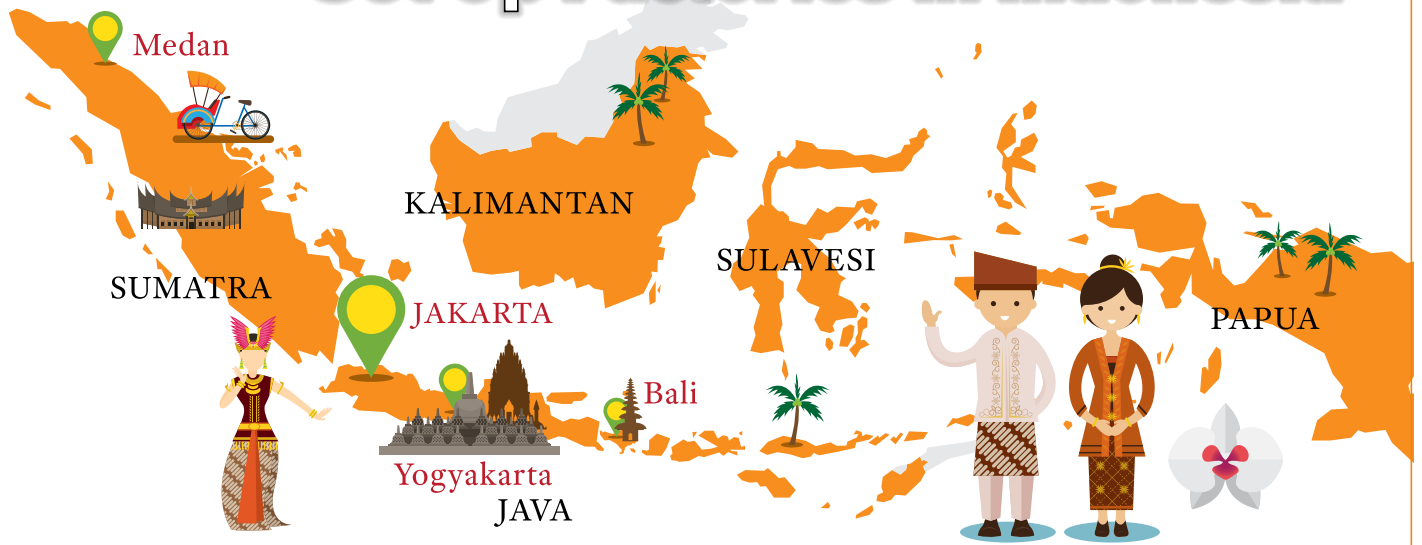 Medan
KALIMANTAN
SULAVESI
SUMATRA
JAKARTA
PAPUA
Bali
Yogyakarta
JAVA